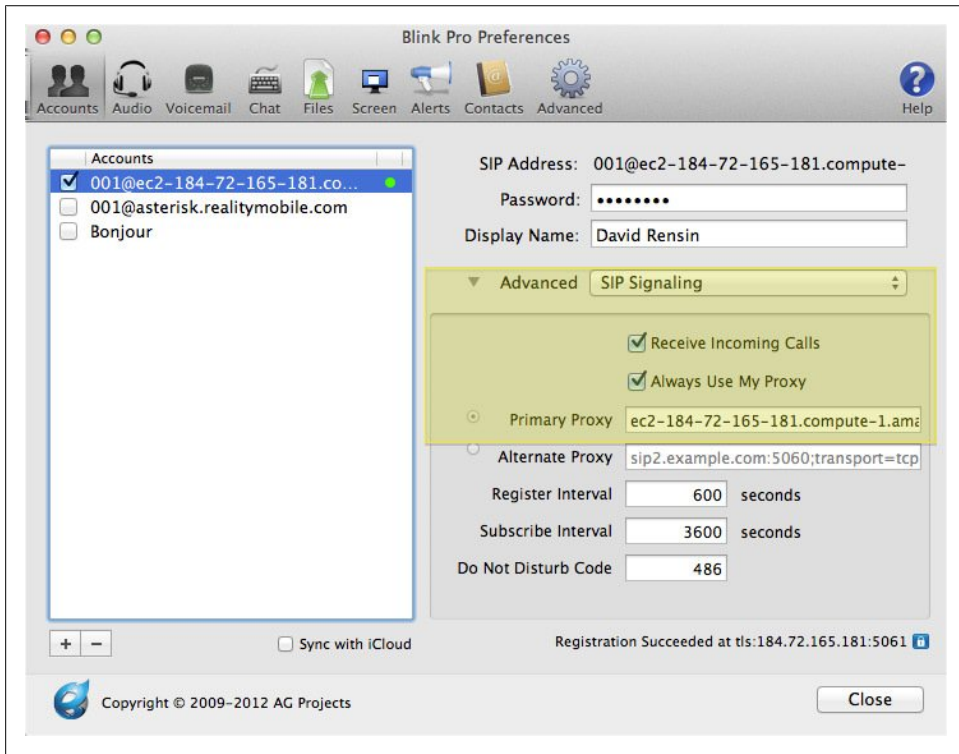 Blink Pro Preferences
Accounts Audio Voicemail Chat Files Screen Alerts Contacts Advanced Help
Accounts
001@ec2-184-72-165-181.co...
001@asterisk.realitymobile.com
Bonjour
SIP Address: 001@ec2-184-72-165-181.compute-
Password: ••••••••
Display Name: David Rensin
Advanced SIP Signaling
Receive Incoming Calls
Always Use My Proxy
Primary Proxy ec2-184-72-165-181.compute-1.ama
Alternate Proxy sip2.example.com:5060;transport=tcp
Register Interval 600 seconds
Subscribe Interval 3600 seconds
Do Not Disturb Code 486
+ −
Sync with iCloud
Registration Succeeded at tls:184.72.165.181:5061
Copyright © 2009-2012 AG Projects
Close